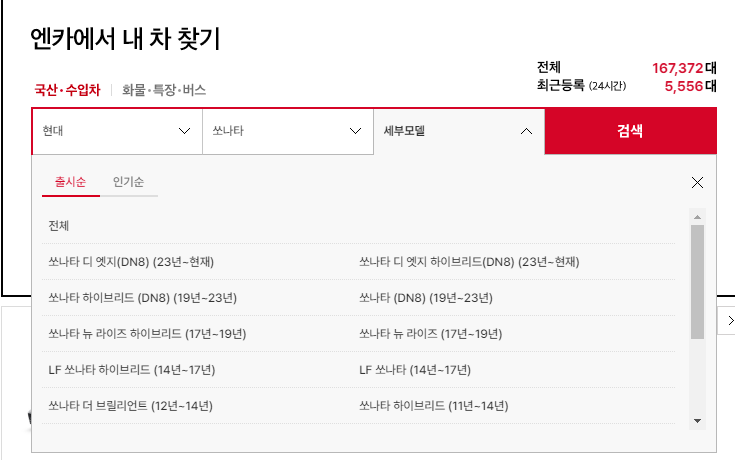 엔카에서 내 차 찾기
전체 167,372대
최근등록 (24시간) 5,556대
국산·수입차 | 화물·특장·버스
현대 쏘나타 세부모델 검색
출시순 인기순
전체
쏘나타 디 엣지(DN8) (23년~현재) 쏘나타 디 엣지 하이브리드(DN8) (23년~현재)
쏘나타 하이브리드 (DN8) (19년~23년) 쏘나타 (DN8) (19년~23년)
쏘나타 뉴 라이즈 하이브리드 (17년~19년) 쏘나타 뉴 라이즈 (17년~19년)
LF 쏘나타 하이브리드 (14년~17년) LF 쏘나타 (14년~17년)
쏘나타 더 브릴리언트 (12년~14년) 쏘나타 하이브리드 (11년~14년)